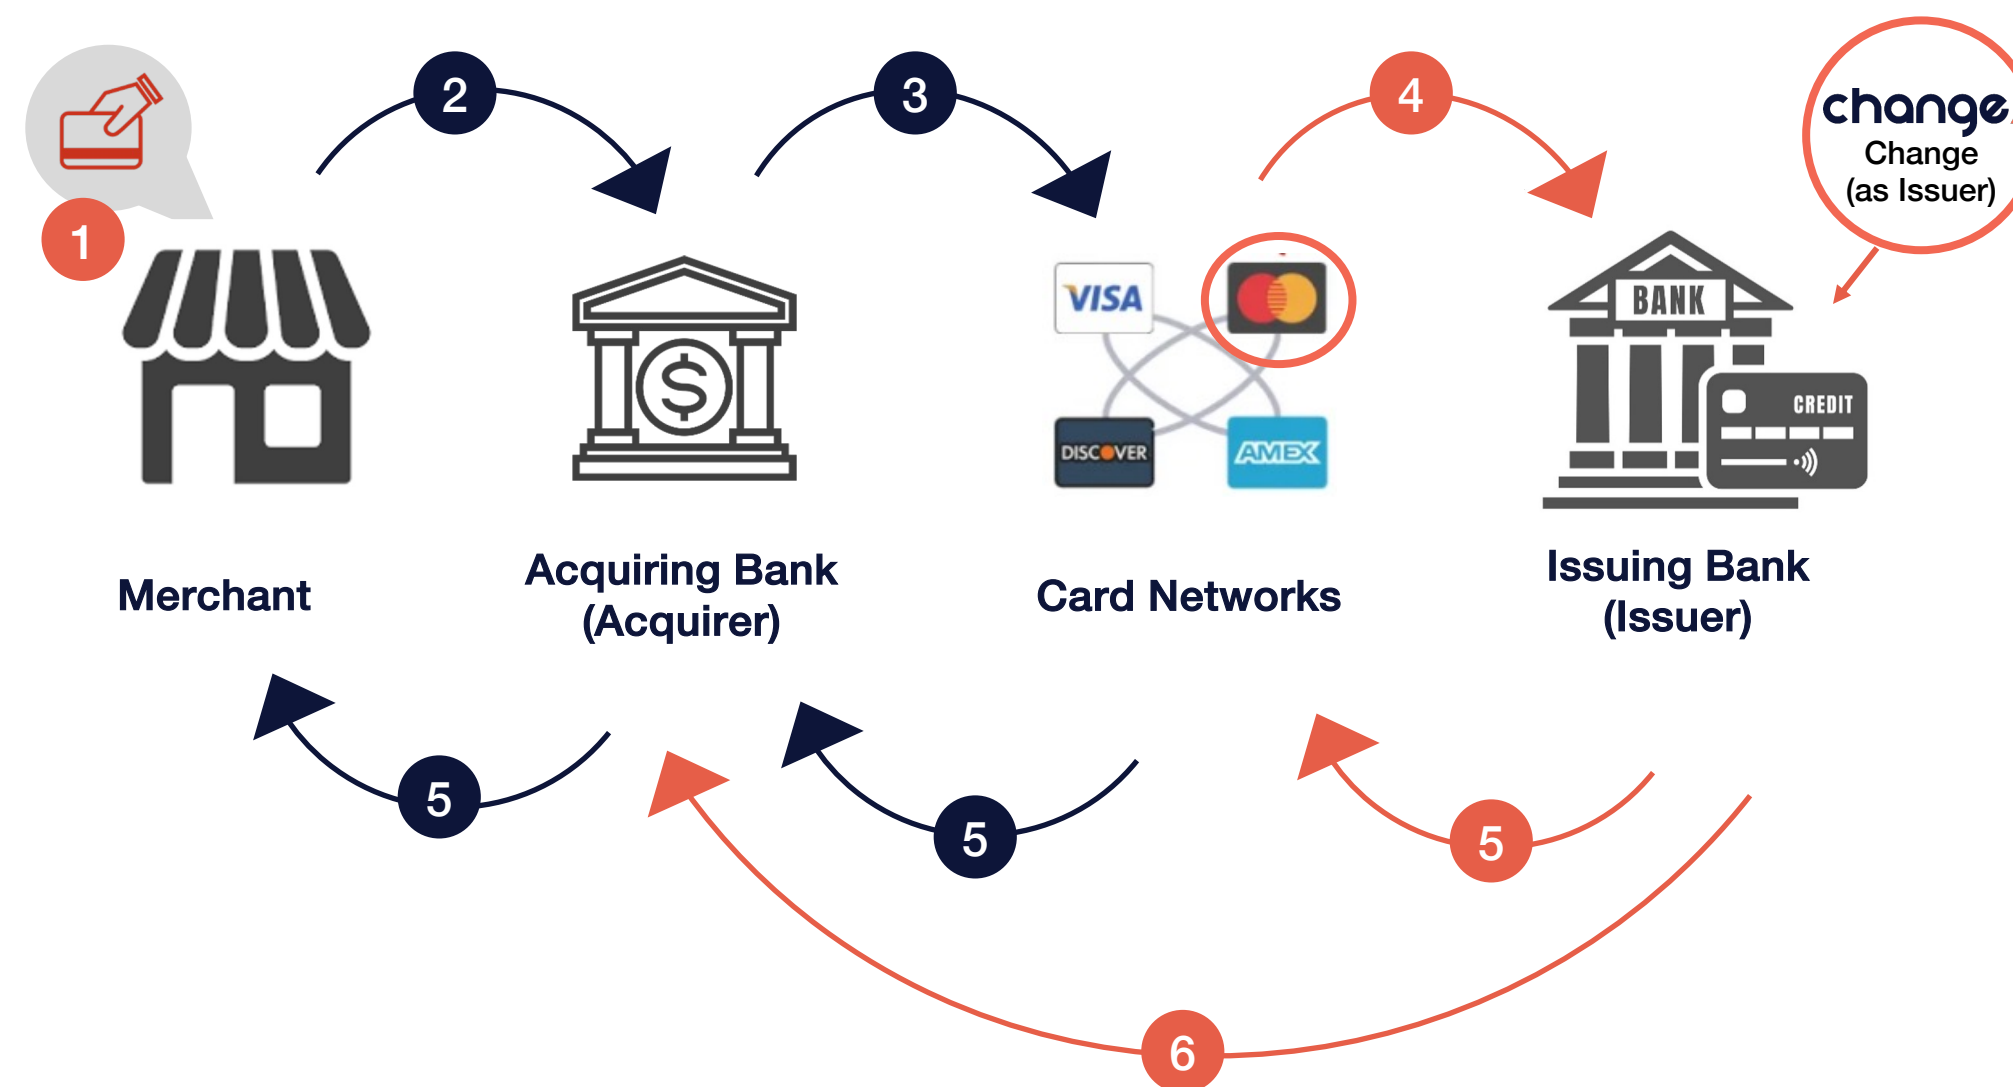 2
3
4
change
Change
(as Issuer)
1
VISA
BANK
CREDIT
DISCOVER
AMEX
Merchant
Acquiring Bank
(Acquirer)
Card Networks
Issuing Bank
(Issuer)
5
5
5
6